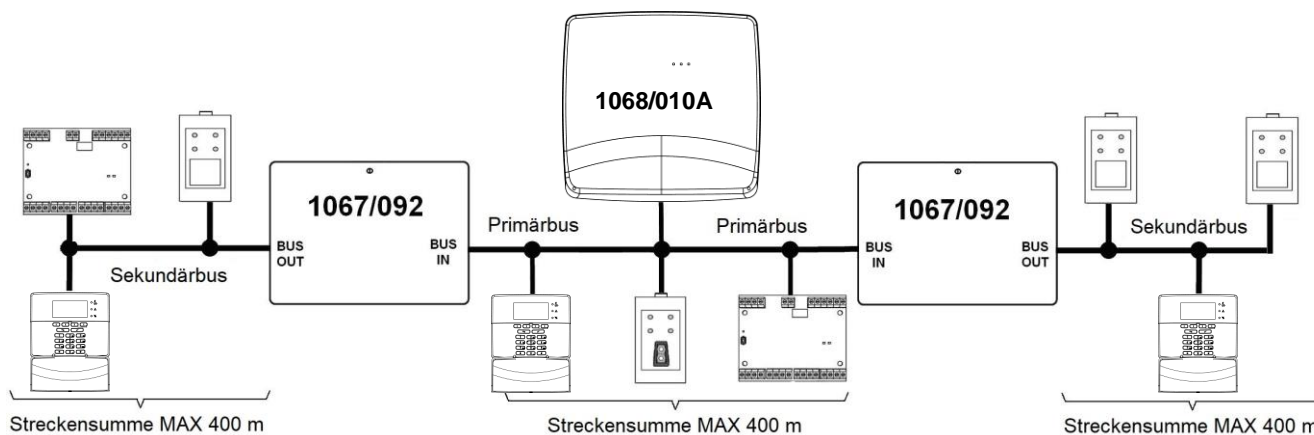 1068/010A
1067/092
1067/092
Primärbus
Primärbus
Sekundärbus
BUS
OUT
BUS
IN
BUS
IN
BUS
OUT
Sekundärbus
Streckensumme MAX 400 m
Streckensumme MAX 400 m
Streckensumme MAX 400 m